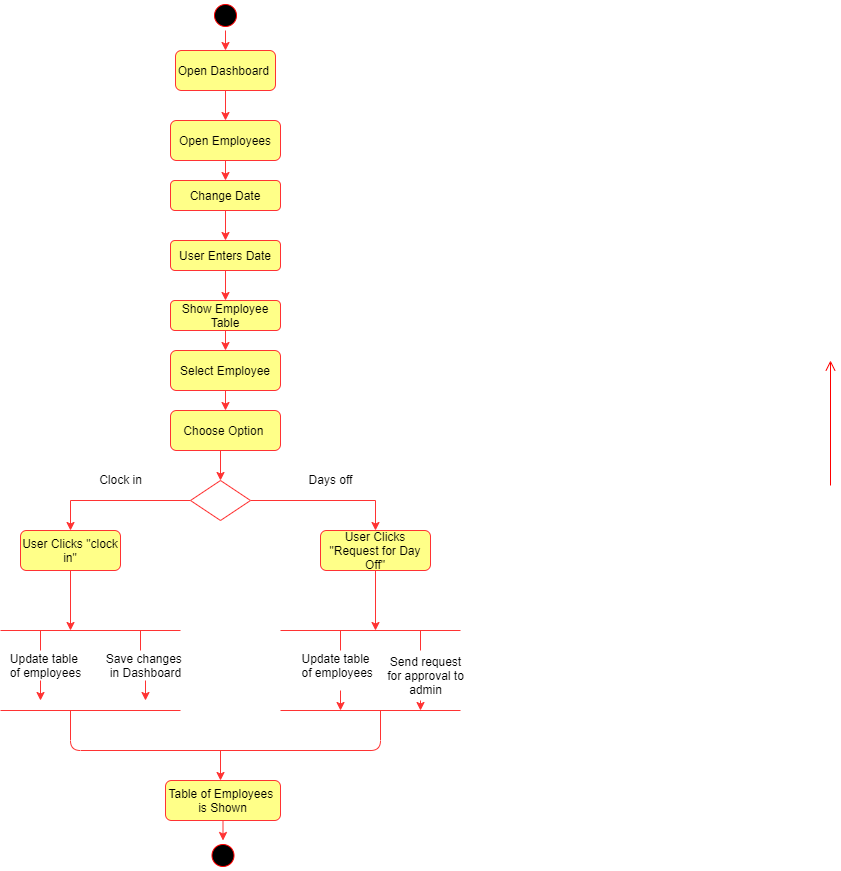 Open Dashboard
Open Employees
Change Date
User Enters Date
Show Employee
Table
Select Employee
Choose Option
Clock in
Days off
User Clicks "clock
in"
User Clicks
"Request for Day
Off"
Update table
of employees
Save changes
in Dashboard
Update table
of employees
Send request
for approval to
admin
Table of Employees
is Shown